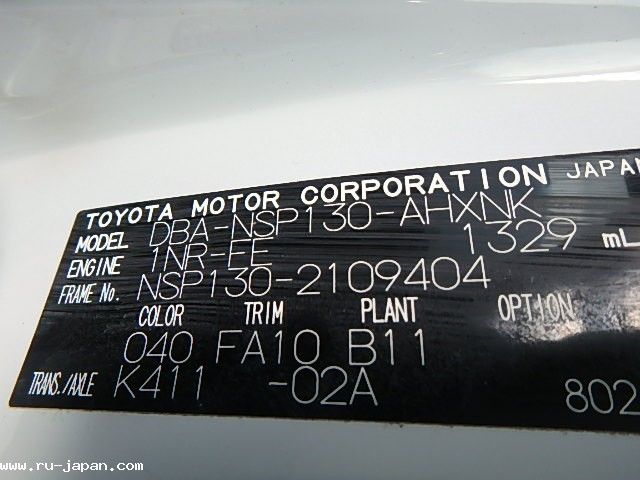 TOYOTA MOTOR CORPORATION JAPAN
MODEL DBA-NSP130-AHXNK
ENGINE 1NR-FE 1329 mL
FRAME No. NSP130-2109404
COLOR TRIM PLANT OPTION
040 FA10 B11
TRANS./AXLE K411 -02A
802
www.ru-japan.com